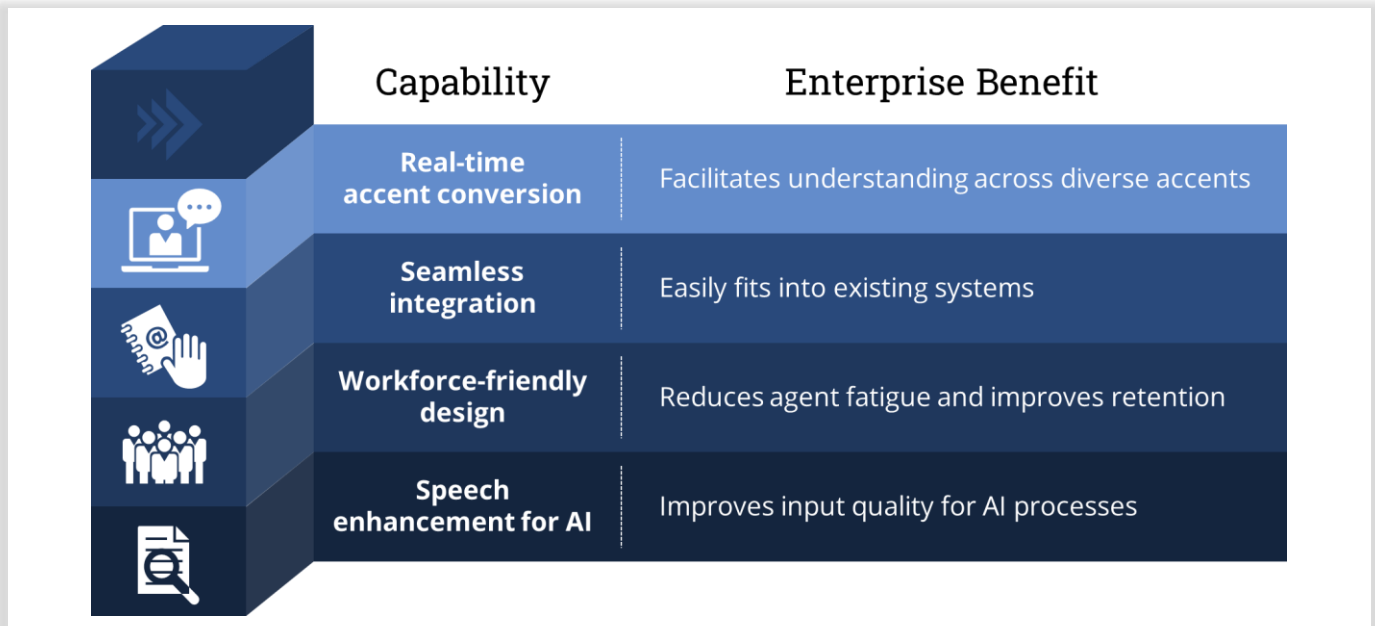 Capability
Enterprise Benefit
Real-time
accent conversion
Facilitates understanding across diverse accents
Seamless
integration
Easily fits into existing systems
Workforce-friendly
design
Reduces agent fatigue and improves retention
Speech
enhancement for AI
Improves input quality for AI processes
@